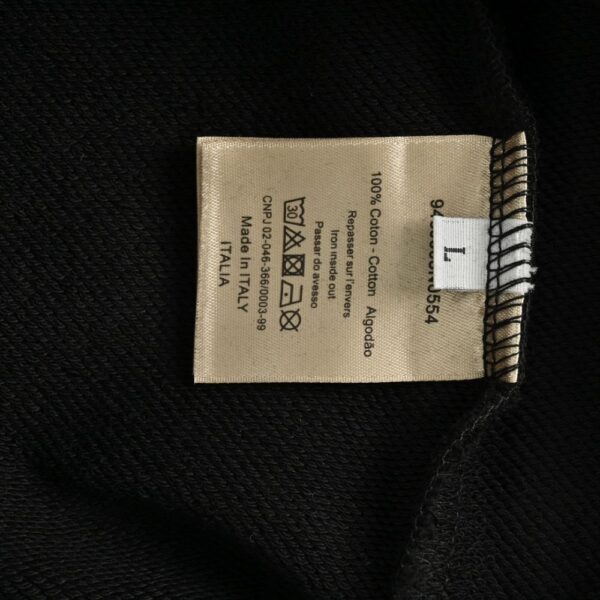 L
100% Coton - Cotton Algodão
Repasser sur l'envers
Iron inside out
Passar do avesso
30
CNPJ 02-046-366/0003-99
Made In ITALY
ITALIA